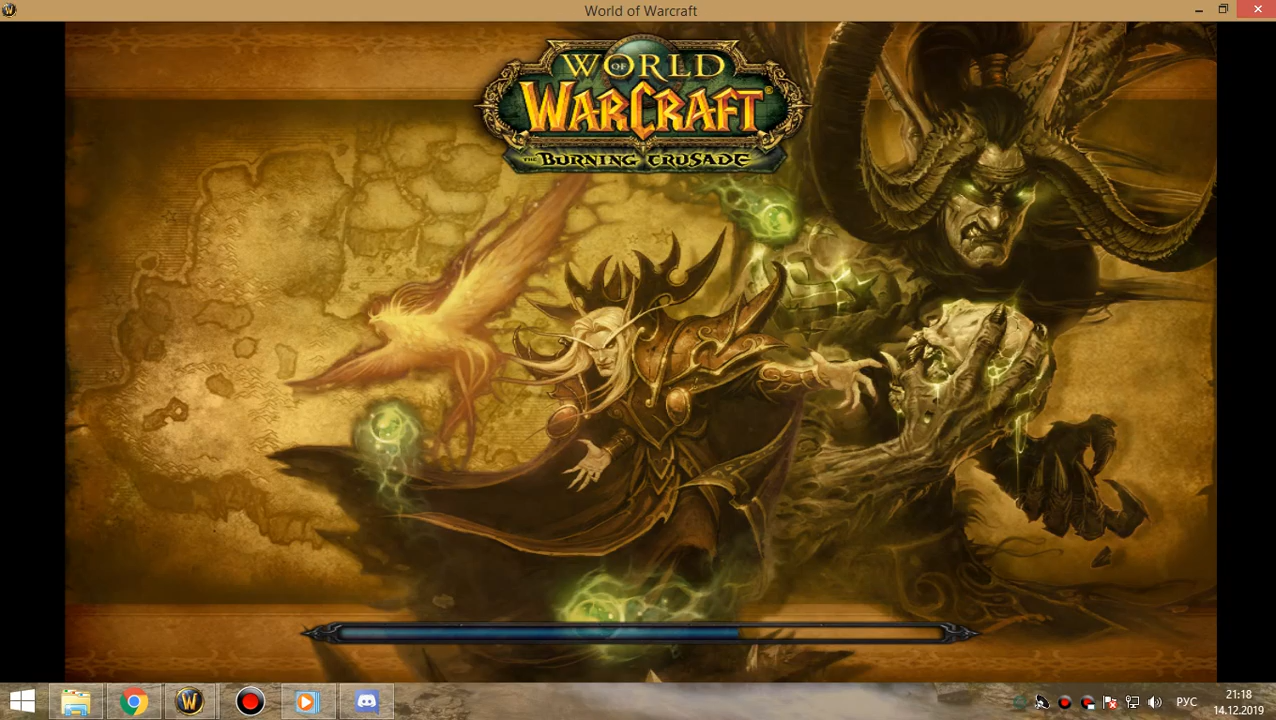 World of Warcraft
WORLD
OF
WARCRAFT®
THE BURNING CRUSADE
РУС
21:18
14.12.2019